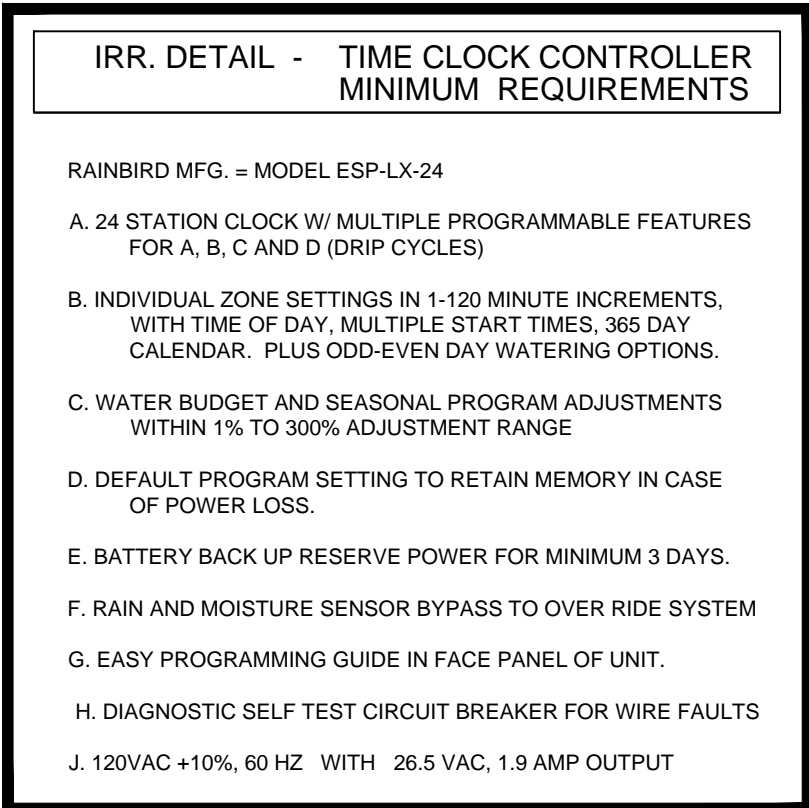 IRR. DETAIL - TIME CLOCK CONTROLLER
MINIMUM REQUIREMENTS
RAINBIRD MFG. = MODEL ESP-LX-24
A. 24 STATION CLOCK W/ MULTIPLE PROGRAMMABLE FEATURES
FOR A, B, C AND D (DRIP CYCLES)
B. INDIVIDUAL ZONE SETTINGS IN 1-120 MINUTE INCREMENTS,
WITH TIME OF DAY, MULTIPLE START TIMES, 365 DAY
CALENDAR. PLUS ODD-EVEN DAY WATERING OPTIONS.
C. WATER BUDGET AND SEASONAL PROGRAM ADJUSTMENTS
WITHIN 1% TO 300% ADJUSTMENT RANGE
D. DEFAULT PROGRAM SETTING TO RETAIN MEMORY IN CASE
OF POWER LOSS.
E. BATTERY BACK UP RESERVE POWER FOR MINIMUM 3 DAYS.
F. RAIN AND MOISTURE SENSOR BYPASS TO OVER RIDE SYSTEM
G. EASY PROGRAMMING GUIDE IN FACE PANEL OF UNIT.
H. DIAGNOSTIC SELF TEST CIRCUIT BREAKER FOR WIRE FAULTS
J. 120VAC +10%, 60 HZ WITH 26.5 VAC, 1.9 AMP OUTPUT